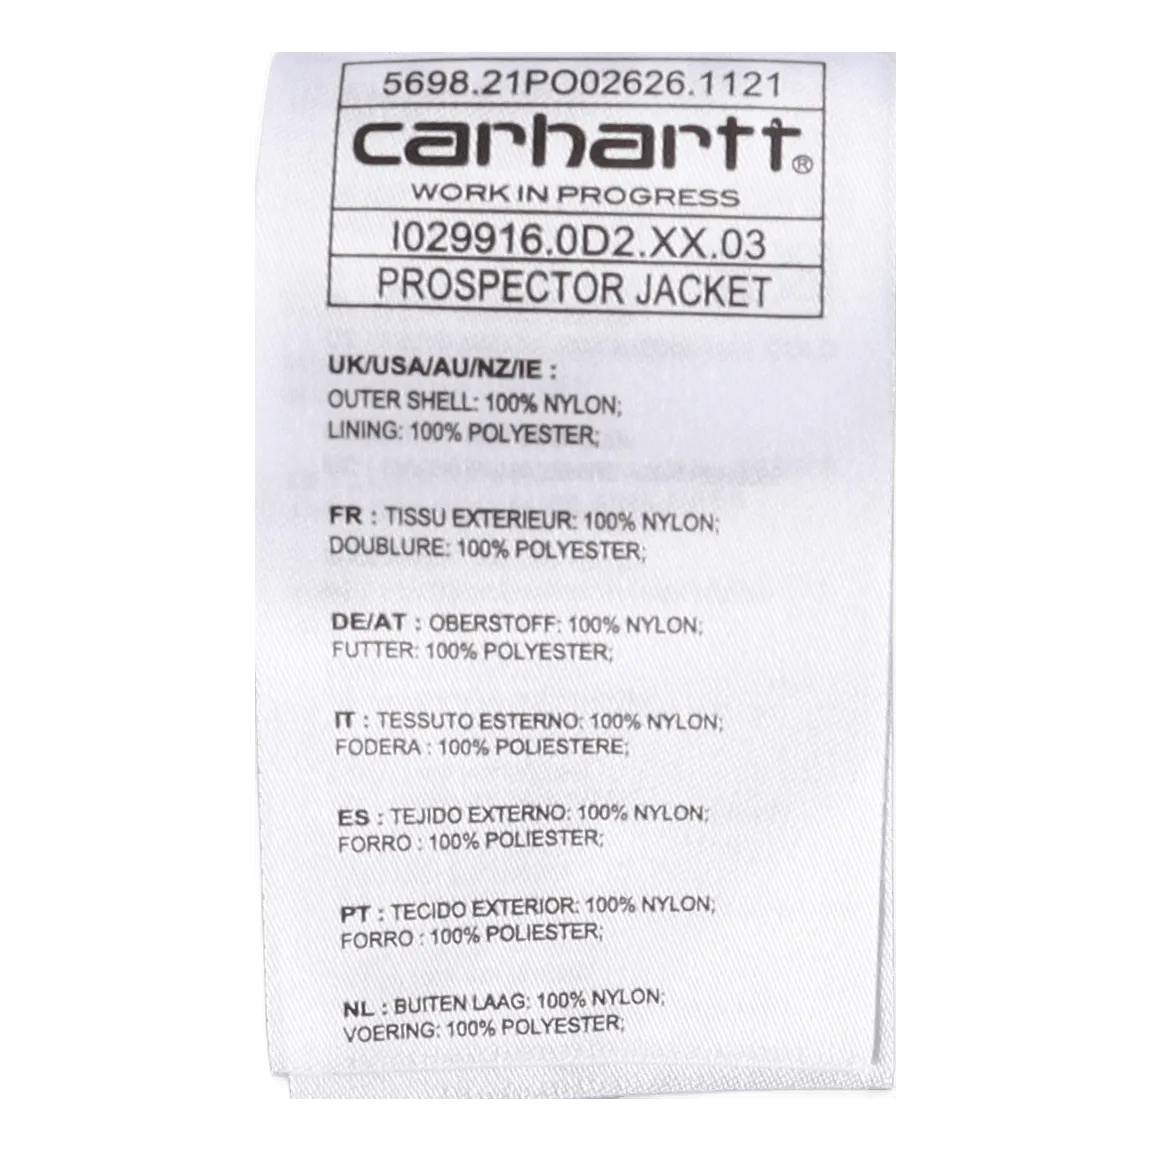 5698.21PO02626.1121
carhartt®
WORK IN PROGRESS
I029916.0D2.XX.03
PROSPECTOR JACKET
UK/USA/AU/NZ/IE :
OUTER SHELL: 100% NYLON;
LINING: 100% POLYESTER;
FR : TISSU EXTERIEUR: 100% NYLON;
DOUBLURE: 100% POLYESTER;
DE/AT : OBERSTOFF: 100% NYLON;
FUTTER: 100% POLYESTER;
IT : TESSUTO ESTERNO: 100% NYLON;
FODERA : 100% POLIESTERE;
ES : TEJIDO EXTERNO: 100% NYLON;
FORRO : 100% POLIESTER;
PT : TECIDO EXTERIOR: 100% NYLON;
FORRO : 100% POLIESTER;
NL : BUITEN LAAG: 100% NYLON;
VOERING: 100% POLYESTER;